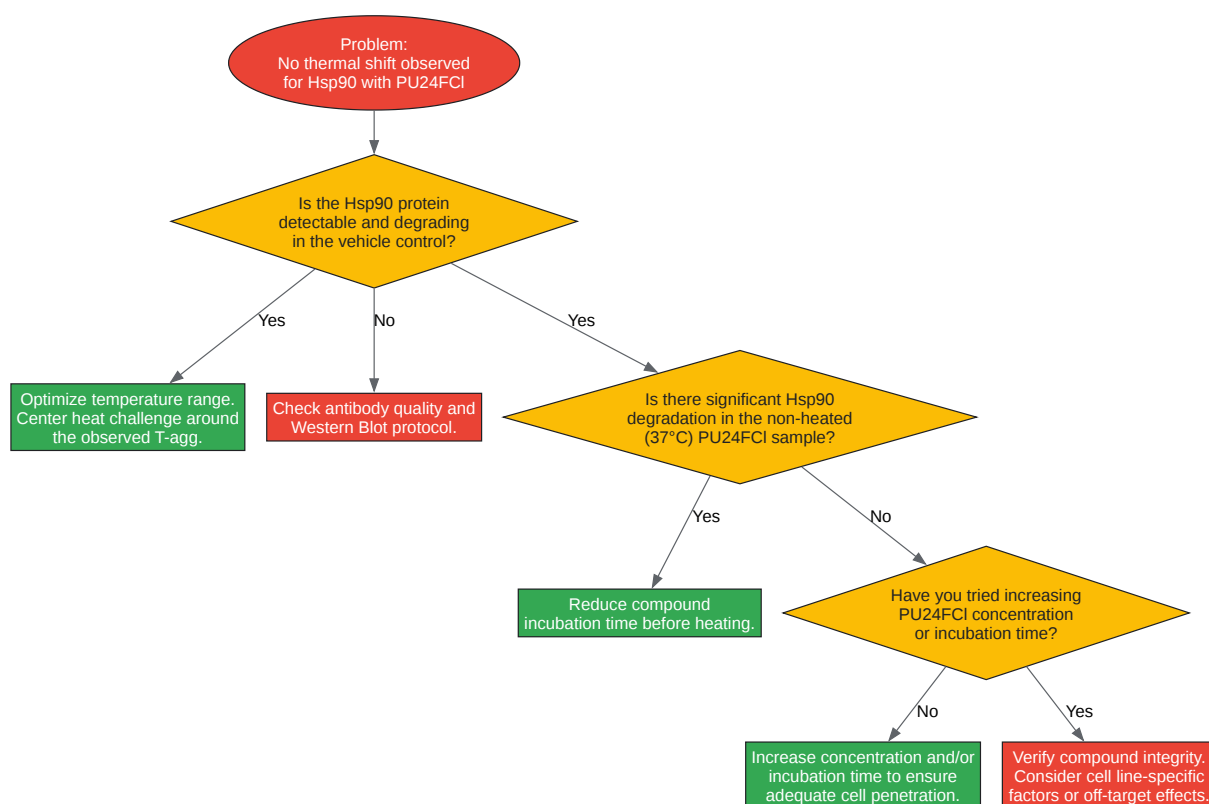 Problem:
No thermal shift observed
for Hsp90 with PU24FCl
Is the Hsp90 protein
detectable and degrading
in the vehicle control?
Yes
No
Yes
Optimize temperature range.
Center heat challenge around
the observed T-agg.
Check antibody quality and
Western Blot protocol.
Is there significant Hsp90
degradation in the non-heated
(37°C) PU24FCl sample?
Yes
No
Reduce compound
incubation time before heating.
Have you tried increasing
PU24FCl concentration
or incubation time?
No
Yes
Increase concentration and/or
incubation time to ensure
adequate cell penetration.
Verify compound integrity.
Consider cell line-specific
factors or off-target effects.